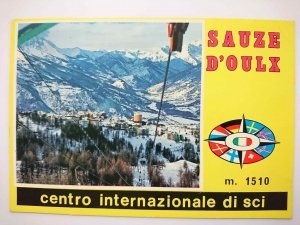 SAUZE
D'OULX
m. 1510
centro internazionale di sci